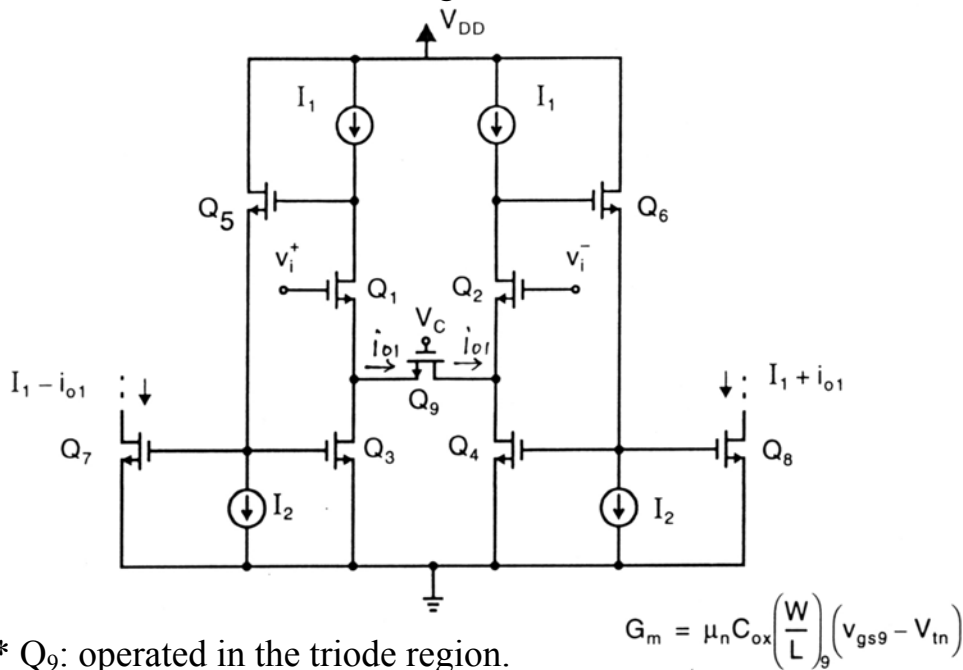 V_DD
I_1 I_1
Q_5 Q_6
v_i^+ v_i^-
Q_1 Q_2
V_C
i_o1 i_o1
Q_9
I_1 − i_o1 I_1 + i_o1
Q_7 Q_3 Q_4 Q_8
I_2 I_2
G_m = μ_n C_ox (W/L)_9 (v_gs9 − V_tn)
* Q_9: operated in the triode region.